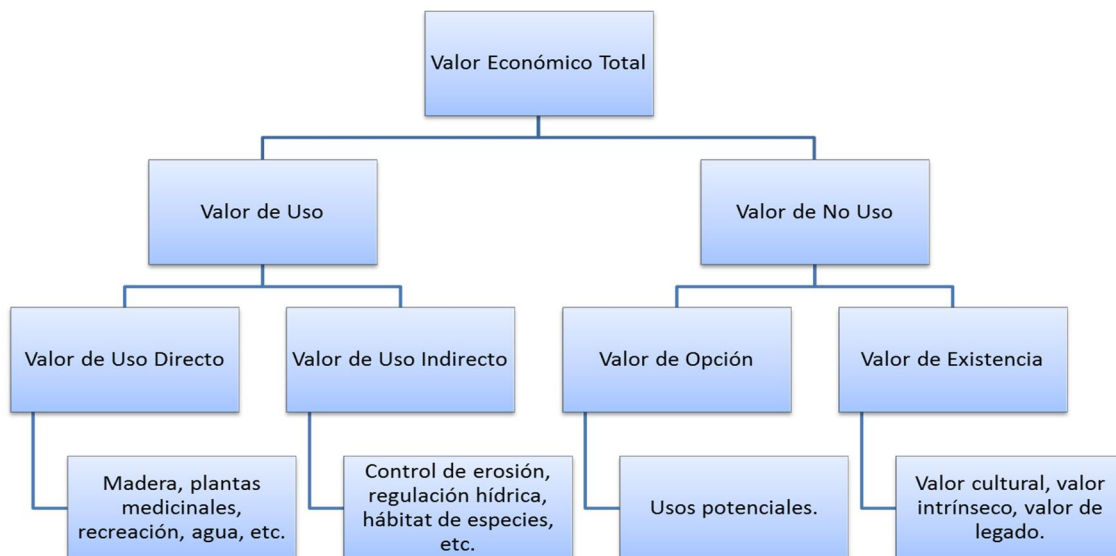 Valor Económico Total
Valor de Uso
Valor de No Uso
Valor de Uso Directo
Valor de Uso Indirecto
Valor de Opción
Valor de Existencia
Madera, plantas
medicinales,
recreación, agua, etc.
Control de erosión,
regulación hídrica,
hábitat de especies,
etc.
Usos potenciales.
Valor cultural, valor
intrínseco, valor de
legado.